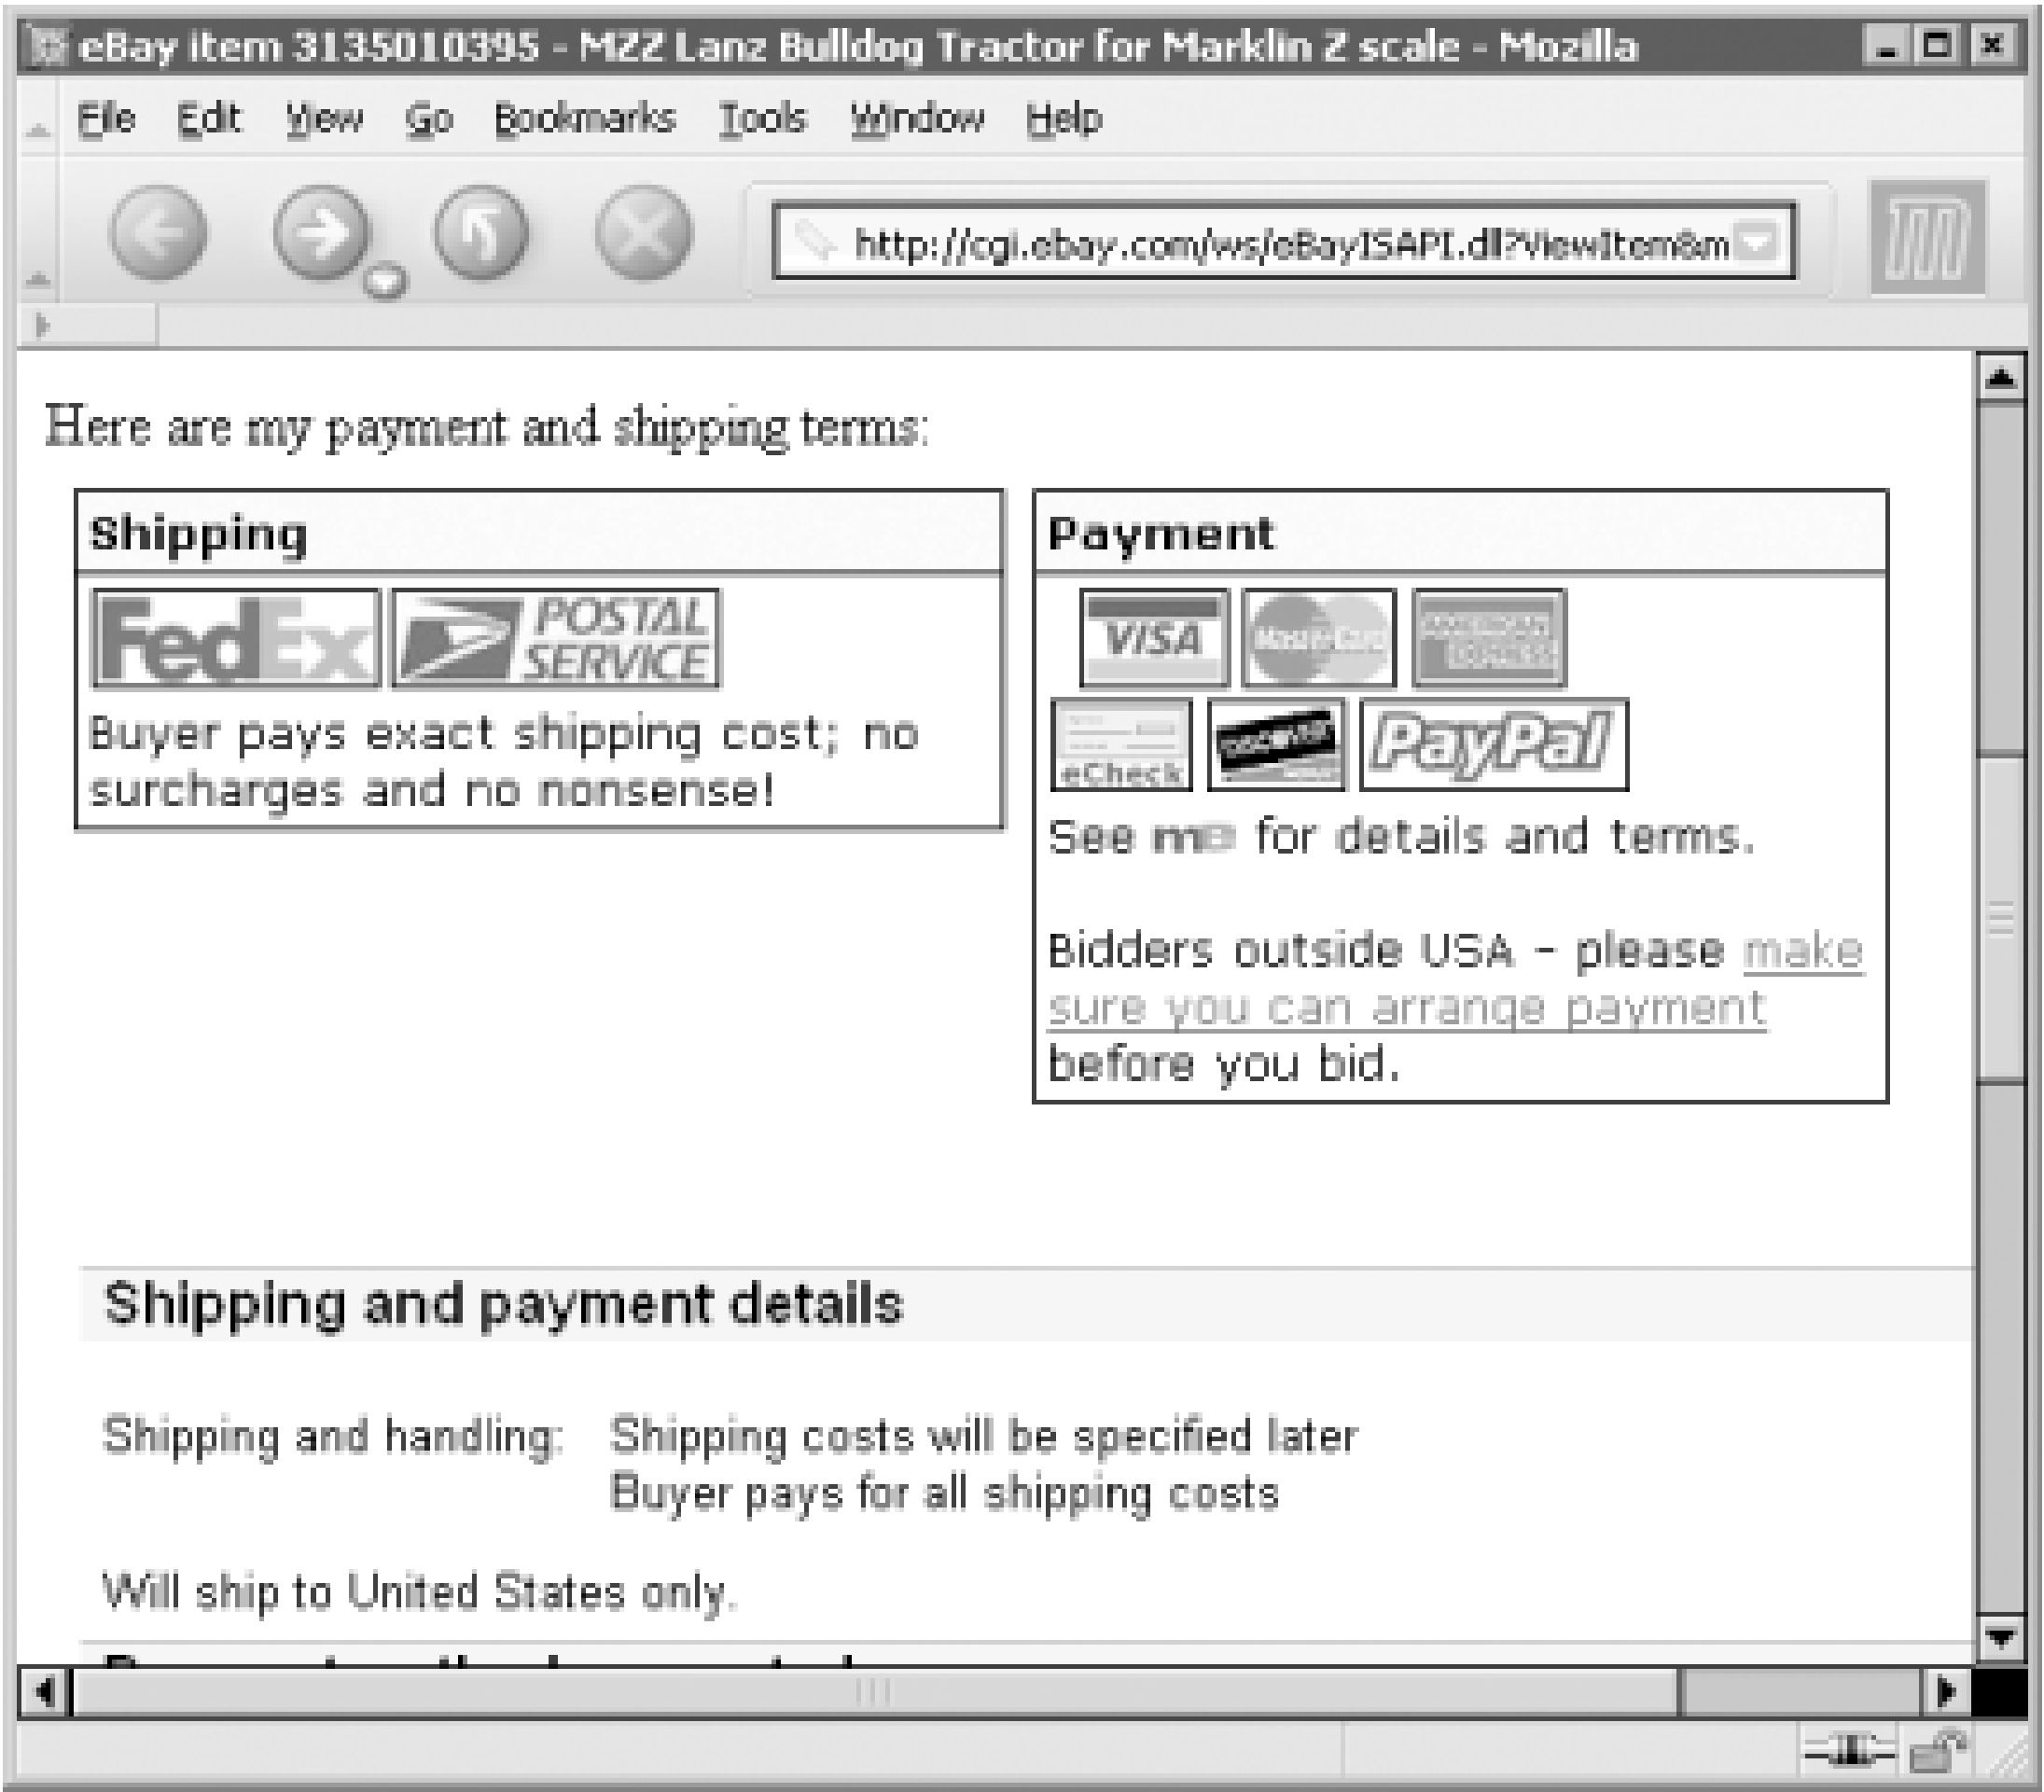 eBay item 3135010395 - M22 Lanz Bulldog Tractor for Marklin Z scale - Mozilla
File Edit View Go Bookmarks Tools Window Help
http://cgi.ebay.com/ws/eBayISAPI.dll?ViewItem&m
Here are my payment and shipping terms:
Shipping
FedEx POSTAL SERVICE
Buyer pays exact shipping cost; no
surcharges and no nonsense!
Payment
VISA MasterCard AMERICAN EXPRESS
eCheck DISCOVER PayPal
See me for details and terms.
Bidders outside USA - please make
sure you can arrange payment
before you bid.
Shipping and payment details
Shipping and handling: Shipping costs will be specified later
Buyer pays for all shipping costs
Will ship to United States only.